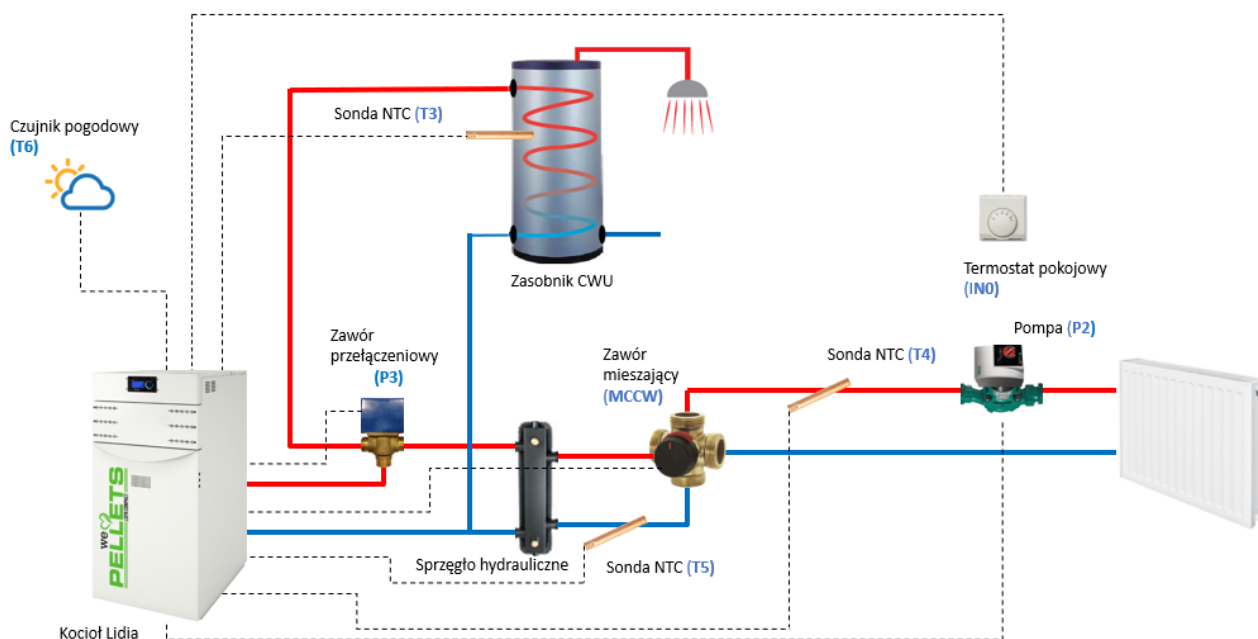 Czujnik pogodowy
(T6)
Sonda NTC (T3)
Zasobnik CWU
Termostat pokojowy
(IN0)
Pompa (P2)
Zawór
przełączeniowy
(P3)
Zawór
mieszający
(MCCW)
Sonda NTC (T4)
we
PELLETS
Sprzęgło hydrauliczne
Sonda NTC (T5)
Kocioł Lidia